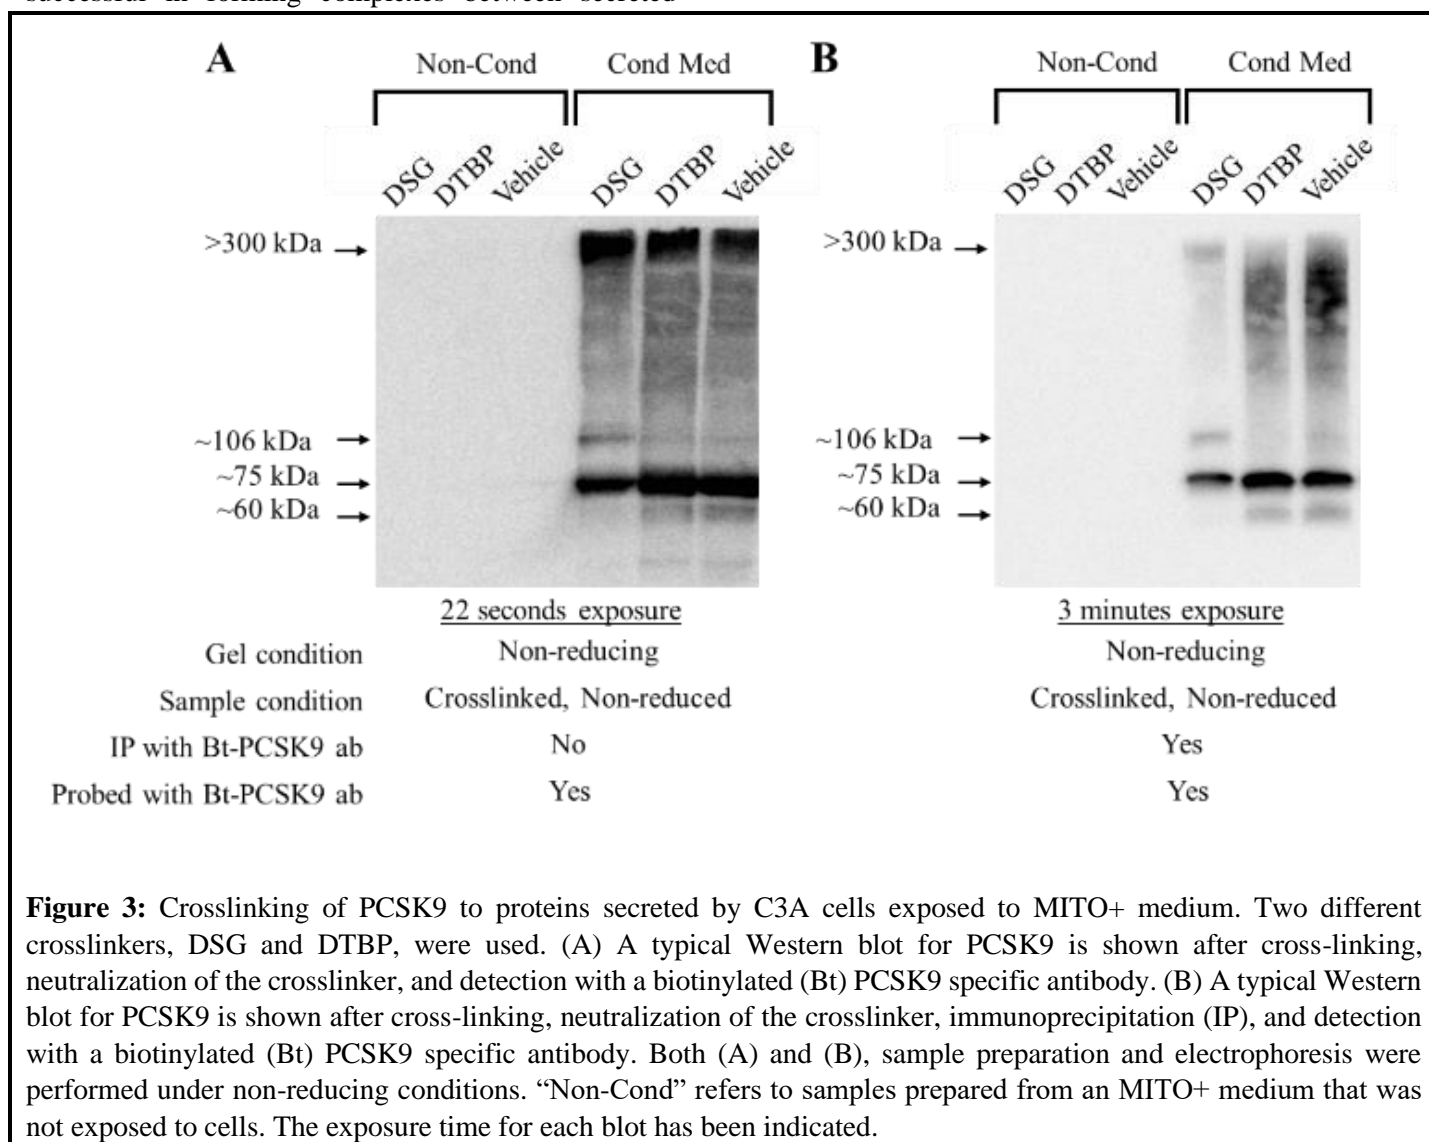 successful in forming complexes between secreted
A
Non-Cond
Cond Med
DSG
DTBP
Vehicle
DSG
DTBP
Vehicle
>300 kDa
~106 kDa
~75 kDa
~60 kDa
22 seconds exposure
B
Non-Cond
Cond Med
DSG
DTBP
Vehicle
DSG
DTBP
Vehicle
>300 kDa
~106 kDa
~75 kDa
~60 kDa
3 minutes exposure
Gel condition Non-reducing Non-reducing
Sample condition Crosslinked, Non-reduced Crosslinked, Non-reduced
IP with Bt-PCSK9 ab No Yes
Probed with Bt-PCSK9 ab Yes Yes
Figure 3: Crosslinking of PCSK9 to proteins secreted by C3A cells exposed to MITO+ medium. Two different
crosslinkers, DSG and DTBP, were used. (A) A typical Western blot for PCSK9 is shown after cross-linking,
neutralization of the crosslinker, and detection with a biotinylated (Bt) PCSK9 specific antibody. (B) A typical Western
blot for PCSK9 is shown after cross-linking, neutralization of the crosslinker, immunoprecipitation (IP), and detection
with a biotinylated (Bt) PCSK9 specific antibody. Both (A) and (B), sample preparation and electrophoresis were
performed under non-reducing conditions. “Non-Cond” refers to samples prepared from an MITO+ medium that was
not exposed to cells. The exposure time for each blot has been indicated.